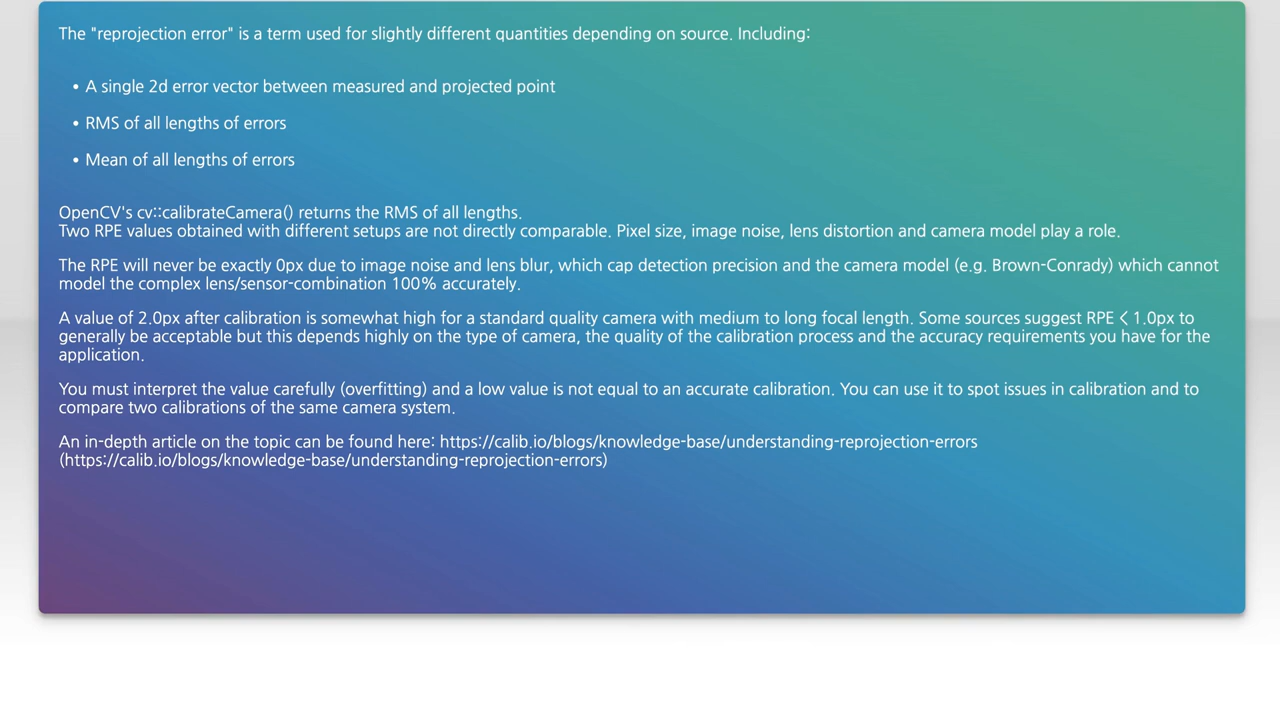 The "reprojection error" is a term used for slightly different quantities depending on source. Including:
• A single 2d error vector between measured and projected point
• RMS of all lengths of errors
• Mean of all lengths of errors
OpenCV's cv::calibrateCamera() returns the RMS of all lengths.
Two RPE values obtained with different setups are not directly comparable. Pixel size, image noise, lens distortion and camera model play a role.
The RPE will never be exactly 0px due to image noise and lens blur, which cap detection precision and the camera model (e.g. Brown-Conrady) which cannot
model the complex lens/sensor-combination 100% accurately.
A value of 2.0px after calibration is somewhat high for a standard quality camera with medium to long focal length. Some sources suggest RPE < 1.0px to
generally be acceptable but this depends highly on the type of camera, the quality of the calibration process and the accuracy requirements you have for the
application.
You must interpret the value carefully (overfitting) and a low value is not equal to an accurate calibration. You can use it to spot issues in calibration and to
compare two calibrations of the same camera system.
An in-depth article on the topic can be found here: https://calib.io/blogs/knowledge-base/understanding-reprojection-errors
(https://calib.io/blogs/knowledge-base/understanding-reprojection-errors)